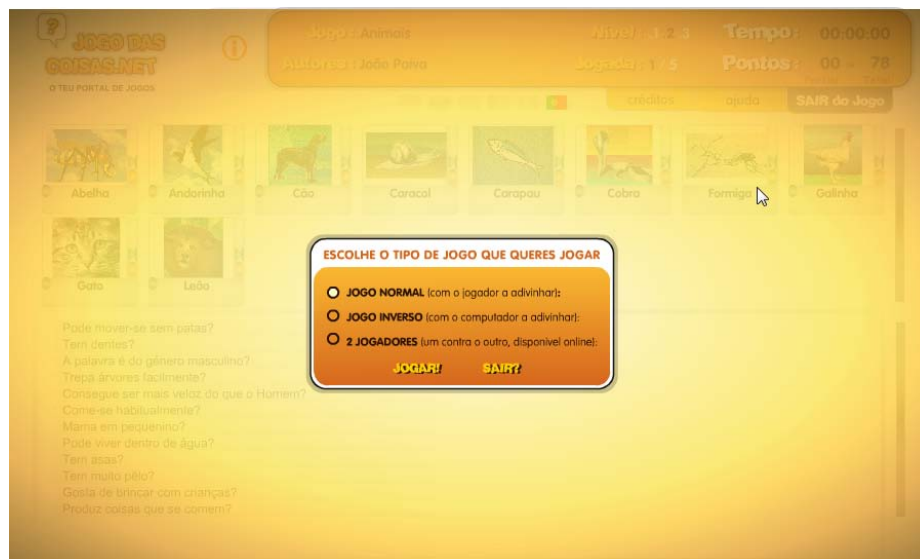 JOGO DAS
COISAS.NET
O TEU PORTAL DE JOGOS
Jogo : Animais
Nível : 1 2 3
Tempo : 00:00:00
Autores : João Paiva
Jogada : 1 / 5
Pontos : 00 - 78
créditos ajuda SAIR do Jogo
Abelha Andorinha Cão Caracol Carapau Cobra Formiga Galinha
Gato Leão
ESCOLHE O TIPO DE JOGO QUE QUERES JOGAR
JOGO NORMAL (com o jogador a adivinhar):
JOGO INVERSO (com o computador a adivinhar):
2 JOGADORES (um contra o outro, disponível online):
JOGAR! SAIR?
Pode mover-se sem patas?
Tem dentes?
A palavra é do género masculino?
Trepa árvores facilmente?
Consegue ser mais veloz do que o Homem?
Come-se habitualmente?
Mama em pequenino?
Pode viver dentro de água?
Tem asas?
Tem muito pêlo?
Gosta de brincar com crianças?
Produz coisas que se comem?